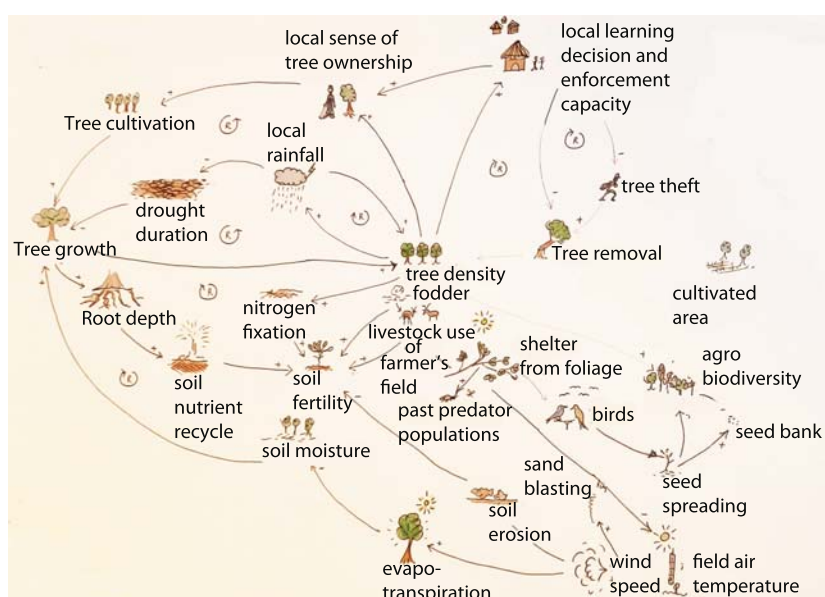 local sense of
tree ownership
local learning
decision and
enforcement
capacity
Tree cultivation
R
local
rainfall
R
R
tree theft
drought
duration
R
R
Tree growth
Tree removal
tree density
cultivated
area
Root depth
R
nitrogen
fixation
fodder
livestock use
of
farmer's
field
shelter
from foliage
agro
biodiversity
R
soil
nutrient
recycle
soil
fertility
past predator
populations
birds
seed bank
soil moisture
sand
blasting
seed
spreading
soil
erosion
evapo-
transpiration
wind
speed
field air
temperature